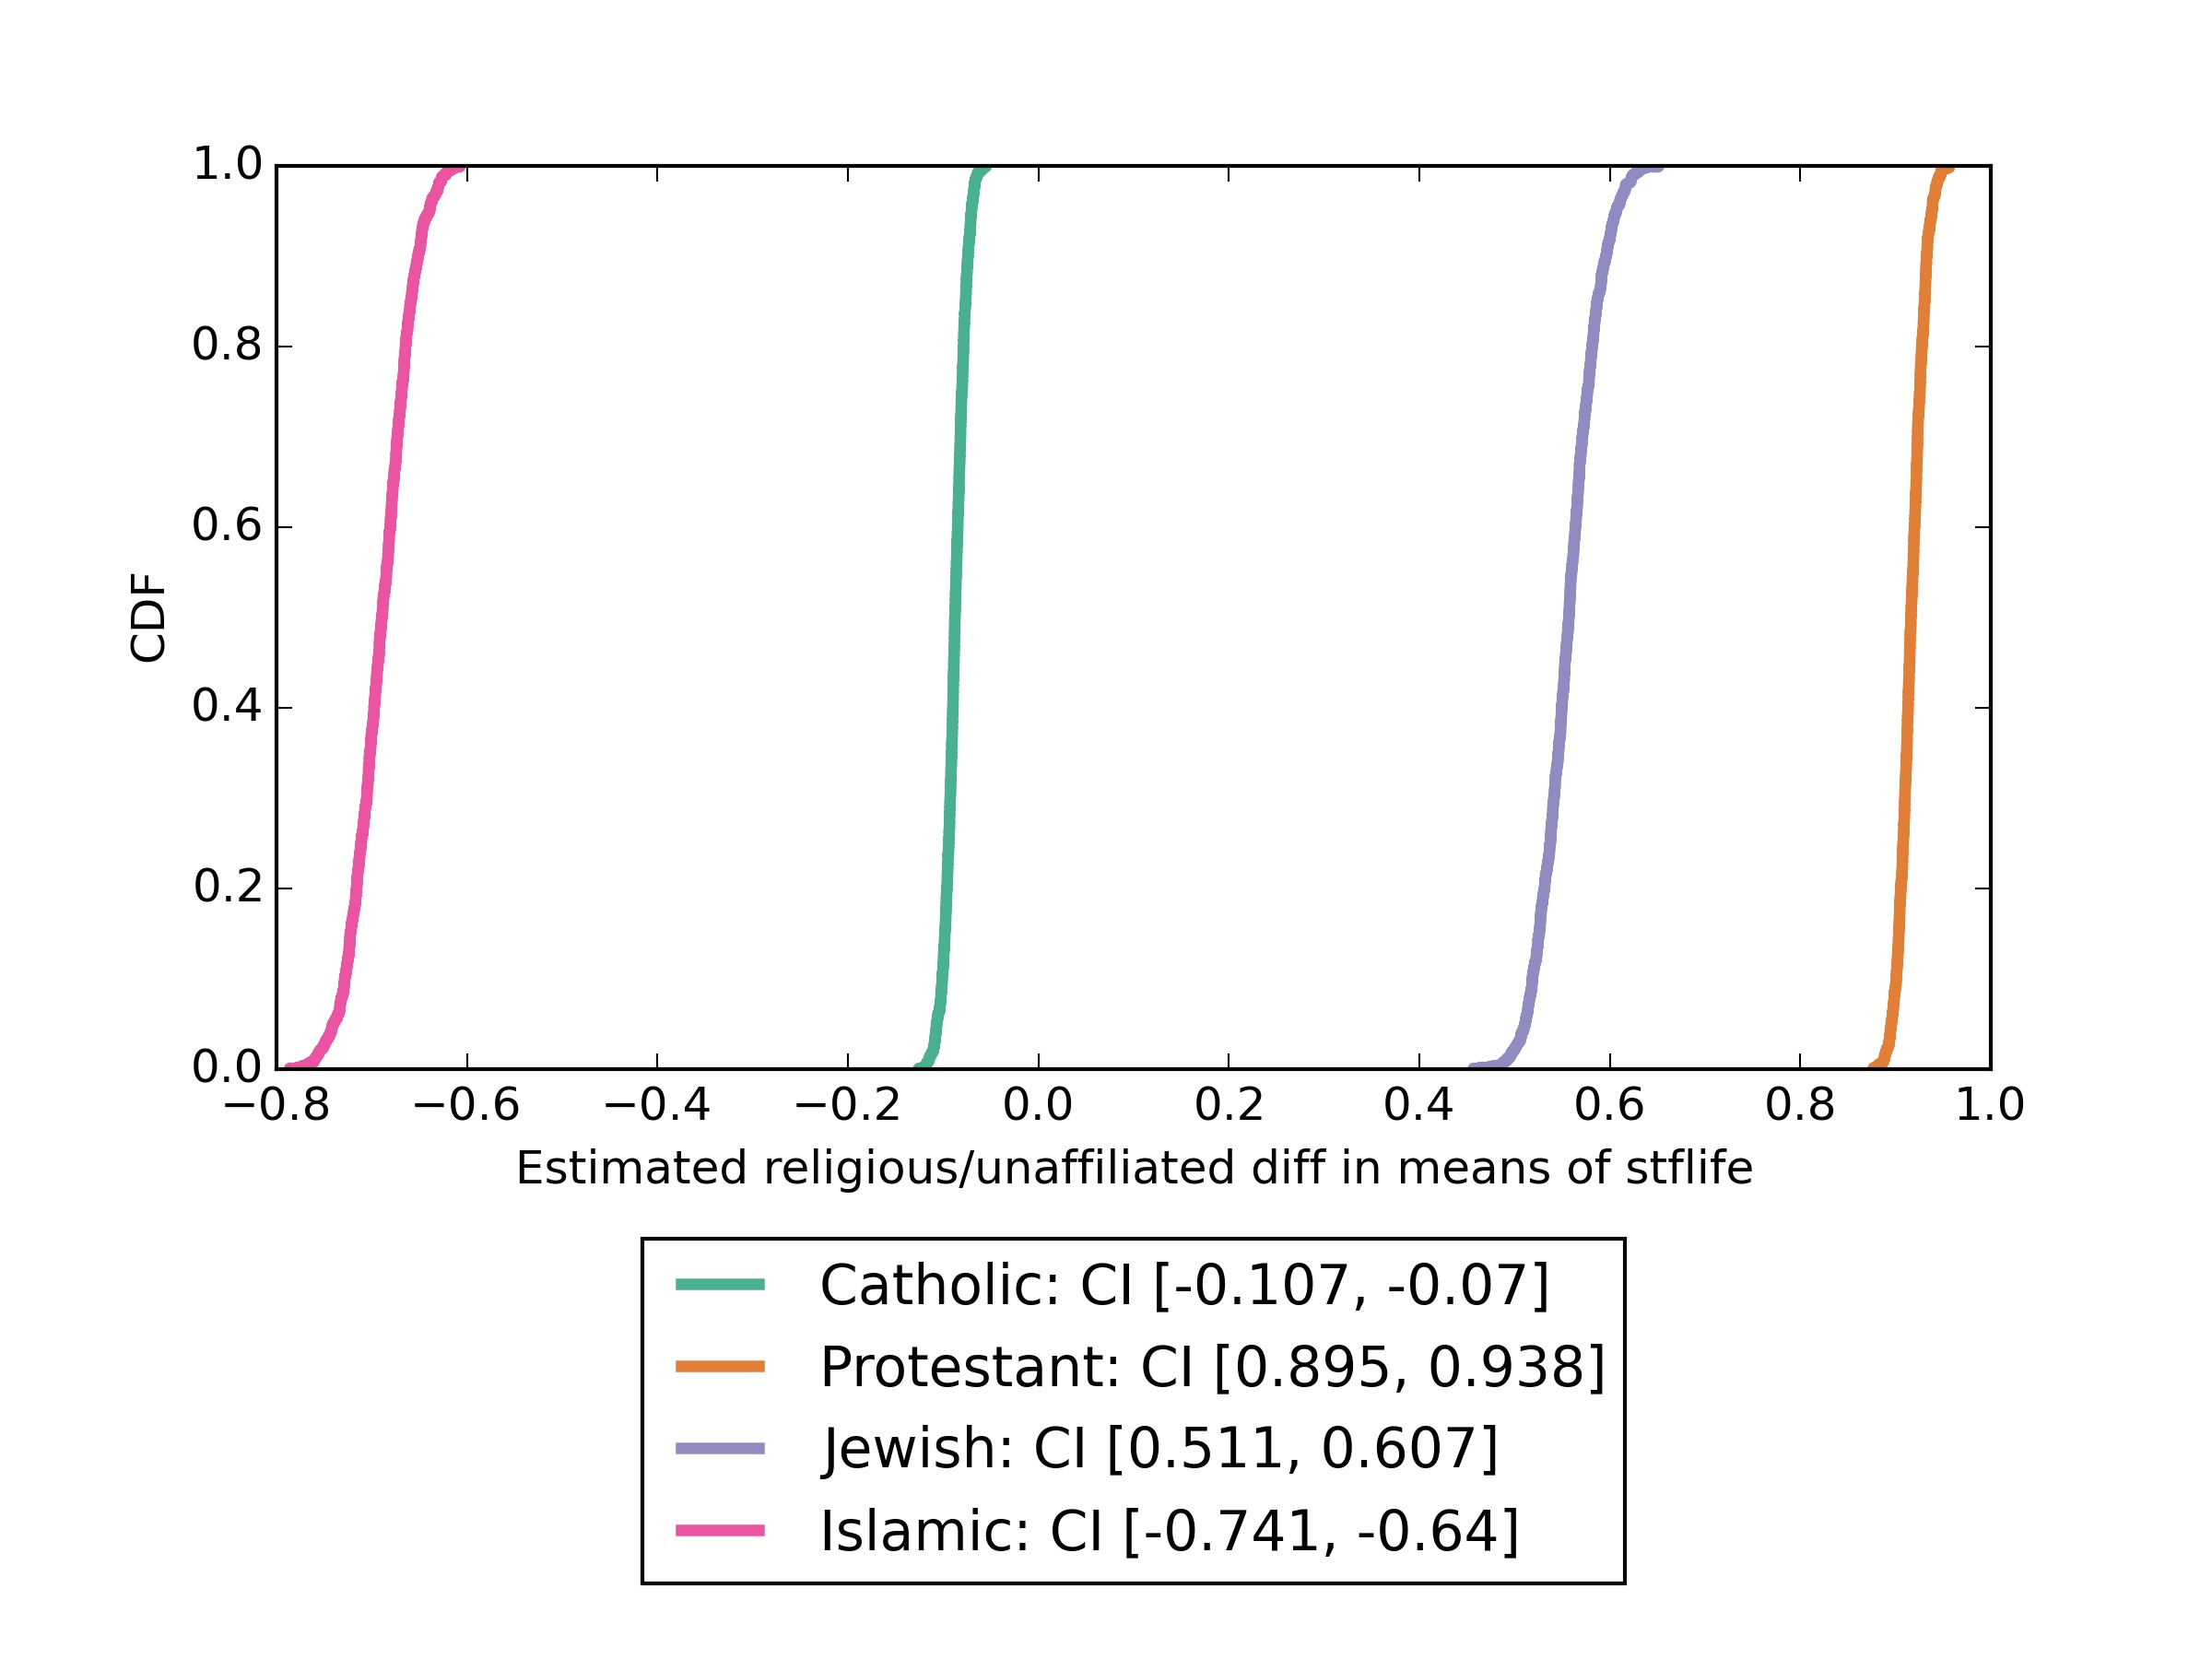 1.0
0.8
0.6
0.4
0.2
0.0
CDF
−0.8 −0.6 −0.4 −0.2 0.0 0.2 0.4 0.6 0.8 1.0
Estimated religious/unaffiliated diff in means of stflife
Catholic: CI [-0.107, -0.07]
Protestant: CI [0.895, 0.938]
Jewish: CI [0.511, 0.607]
Islamic: CI [-0.741, -0.64]